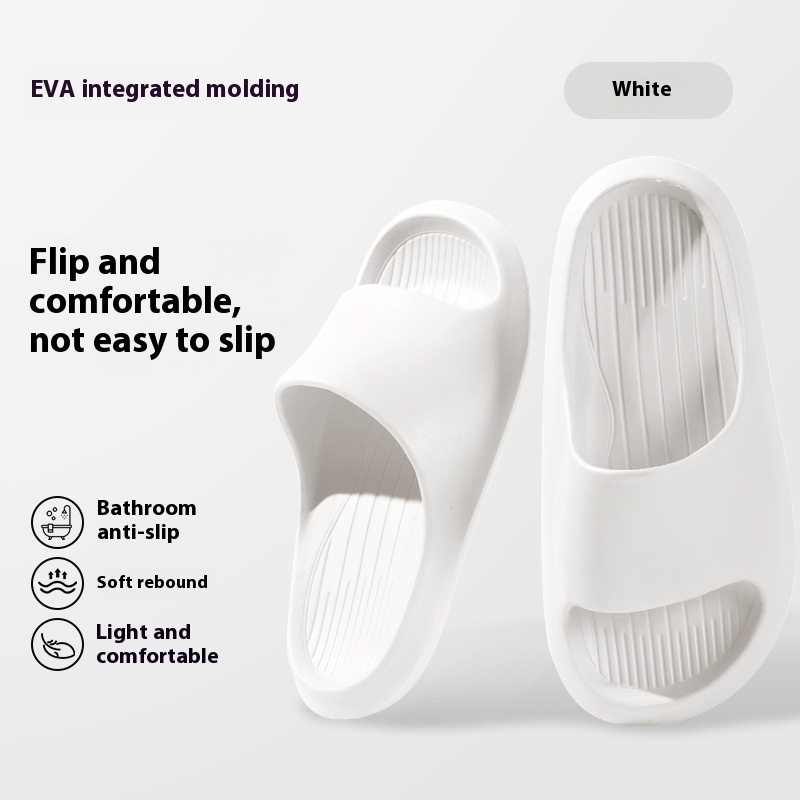 EVA integrated molding
White
Flip and
comfortable,
not easy to slip
Bathroom
anti-slip
Soft rebound
Light and
comfortable